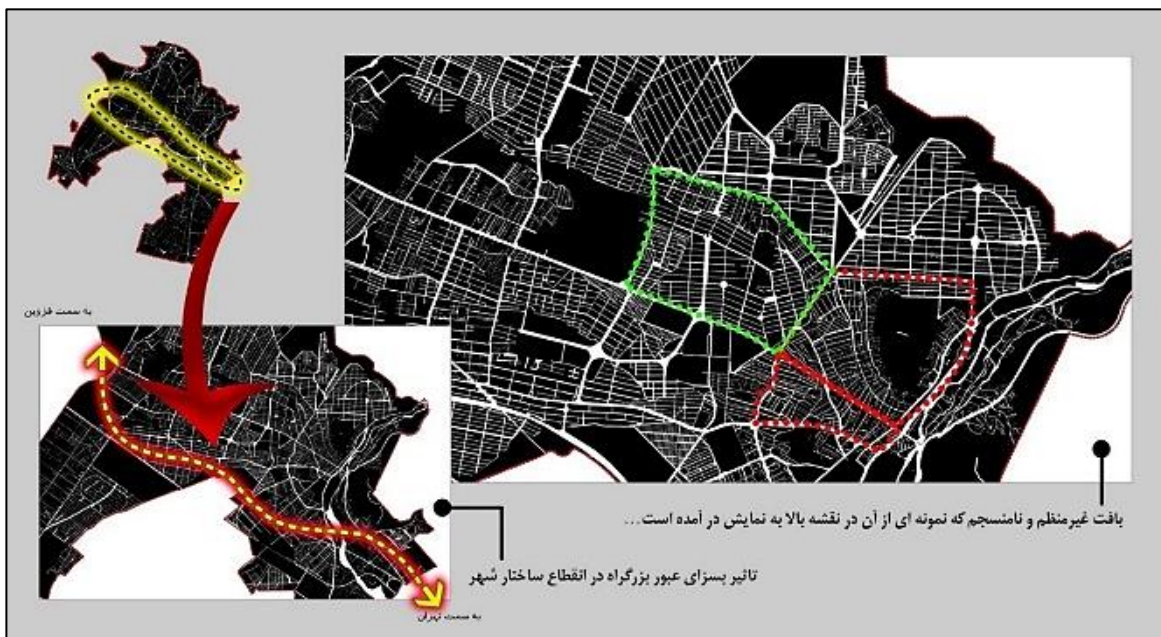 به سمت قزوین
بافت غیرمنظم و نامنسجم که نمونه ای از آن در نقشه بالا به نمایش در آمده است...
تاثیر بسزای عبور بزرگراه در انقطاع ساختار شهر
به سمت تهران